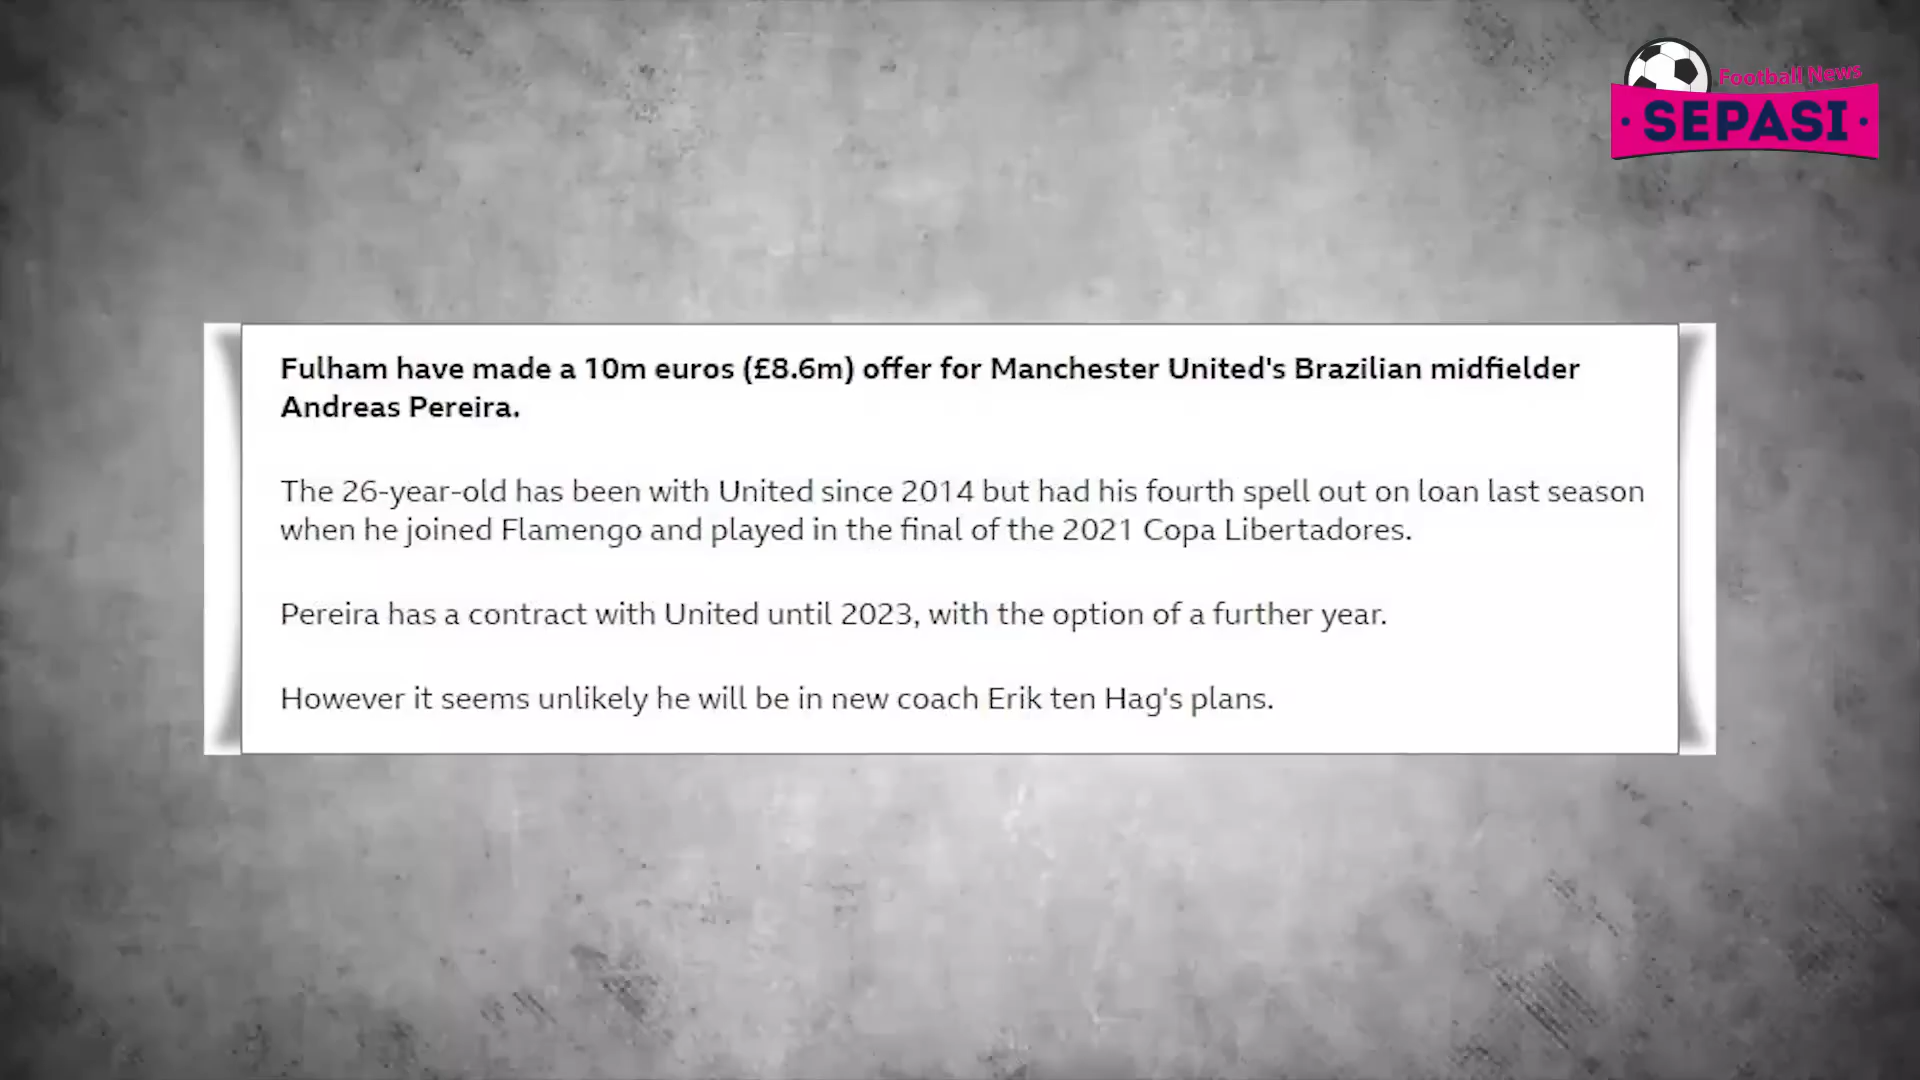 Football News
• SEPASI •
Fulham have made a 10m euros (£8.6m) offer for Manchester United's Brazilian midfielder
Andreas Pereira.
The 26-year-old has been with United since 2014 but had his fourth spell out on loan last season
when he joined Flamengo and played in the final of the 2021 Copa Libertadores.
Pereira has a contract with United until 2023, with the option of a further year.
However it seems unlikely he will be in new coach Erik ten Hag's plans.